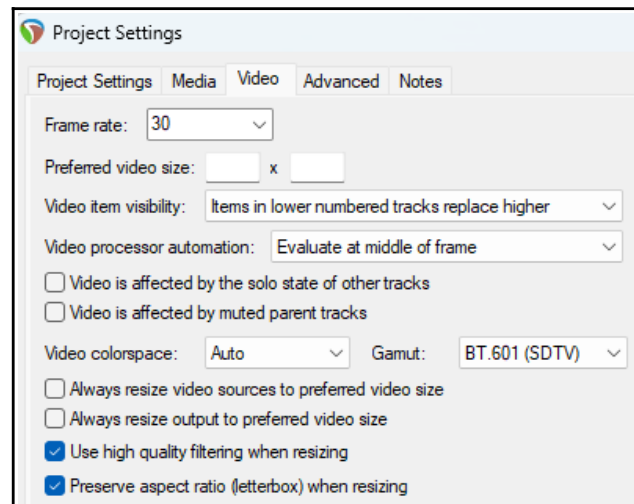 Project Settings
Project Settings Media Video Advanced Notes
Frame rate: 30
Preferred video size: x
Video item visibility: Items in lower numbered tracks replace higher
Video processor automation: Evaluate at middle of frame
Video is affected by the solo state of other tracks
Video is affected by muted parent tracks
Video colorspace: Auto Gamut: BT.601 (SDTV)
Always resize video sources to preferred video size
Always resize output to preferred video size
Use high quality filtering when resizing
Preserve aspect ratio (letterbox) when resizing